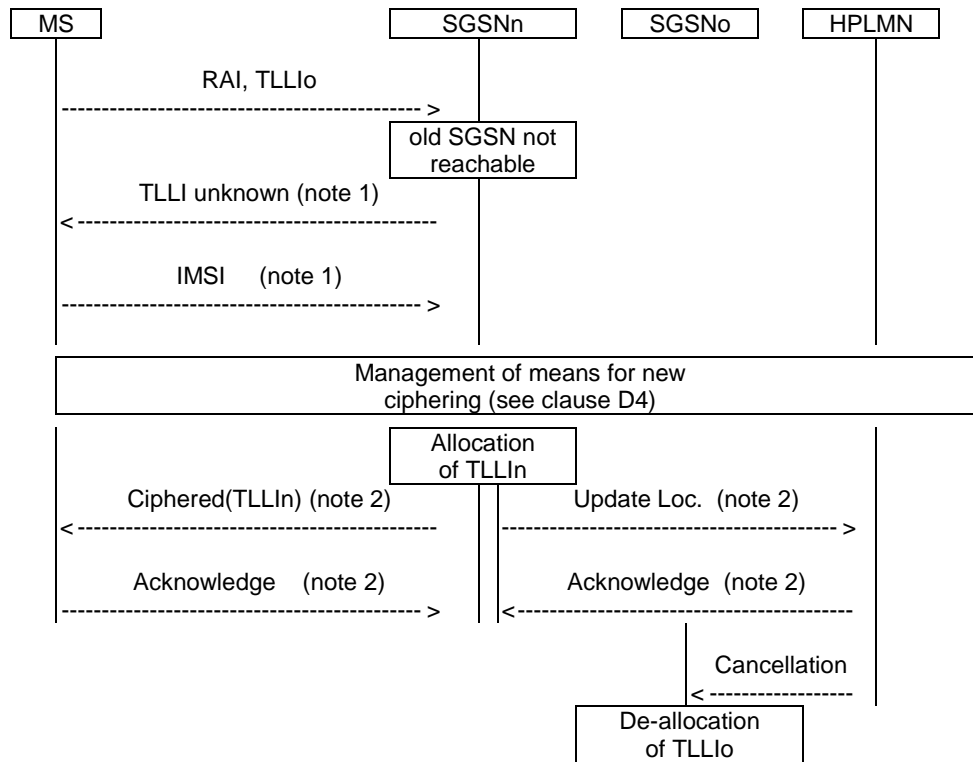 MS SGSNn SGSNo HPLMN
RAI, TLLIo
old SGSN not
reachable
TLLI unknown (note 1)
IMSI (note 1)
Management of means for new
ciphering (see clause D4)
Allocation
of TLLIn
Ciphered(TLLIn) (note 2) Update Loc. (note 2)
Acknowledge (note 2) Acknowledge (note 2)
Cancellation
De-allocation
of TLLIo